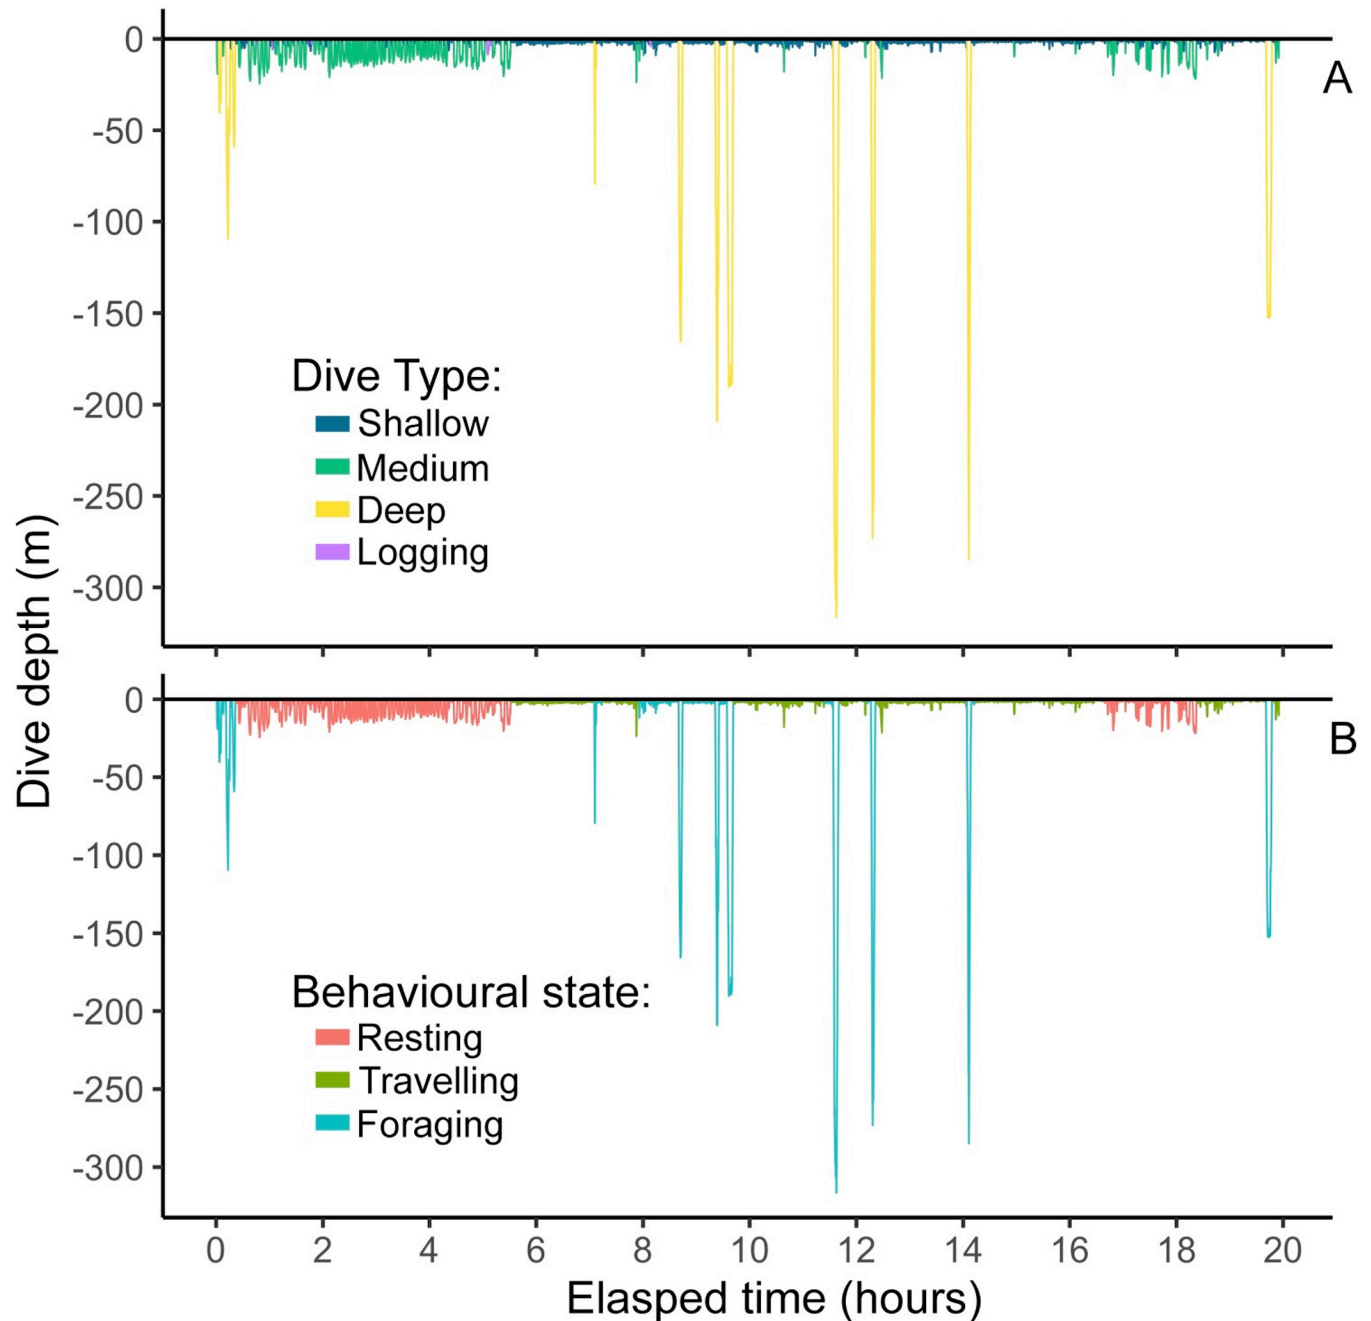 0
-50
-100
-150
-200
-250
-300
A
Dive Type:
Shallow
Medium
Deep
Logging
Dive depth (m)
0
-50
-100
-150
-200
-250
-300
B
Behavioural state:
Resting
Travelling
Foraging
0 2 4 6 8 10 12 14 16 18 20
Elasped time (hours)